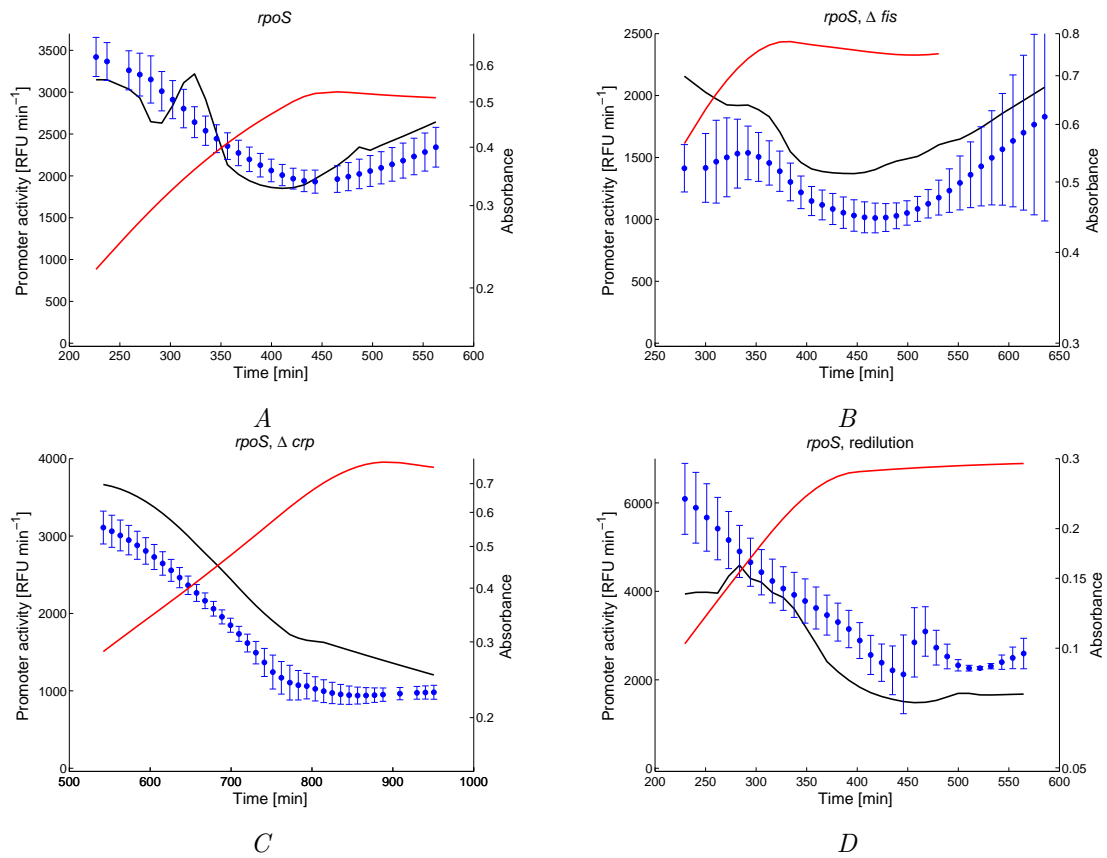 rpoS
Promoter activity [RFU min−1]
3500
3000
2500
2000
1500
1000
500
0
200 250 300 350 400 450 500 550 600
Time [min]
0.6
0.5
0.4
0.3
0.2
Absorbance
A
rpoS, Δ fis
Promoter activity [RFU min−1]
2500
2000
1500
1000
500
0
250 300 350 400 450 500 550 600 650
Time [min]
0.8
0.7
0.6
0.5
0.4
0.3
Absorbance
B
rpoS, Δ crp
Promoter activity [RFU min−1]
4000
3000
2000
1000
0
500 600 700 800 900 1000
Time [min]
0.7
0.6
0.5
0.4
0.3
0.2
Absorbance
C
rpoS, redilution
Promoter activity [RFU min−1]
6000
4000
2000
0
200 250 300 350 400 450 500 550 600
Time [min]
0.3
0.2
0.15
0.1
0.05
Absorbance
D